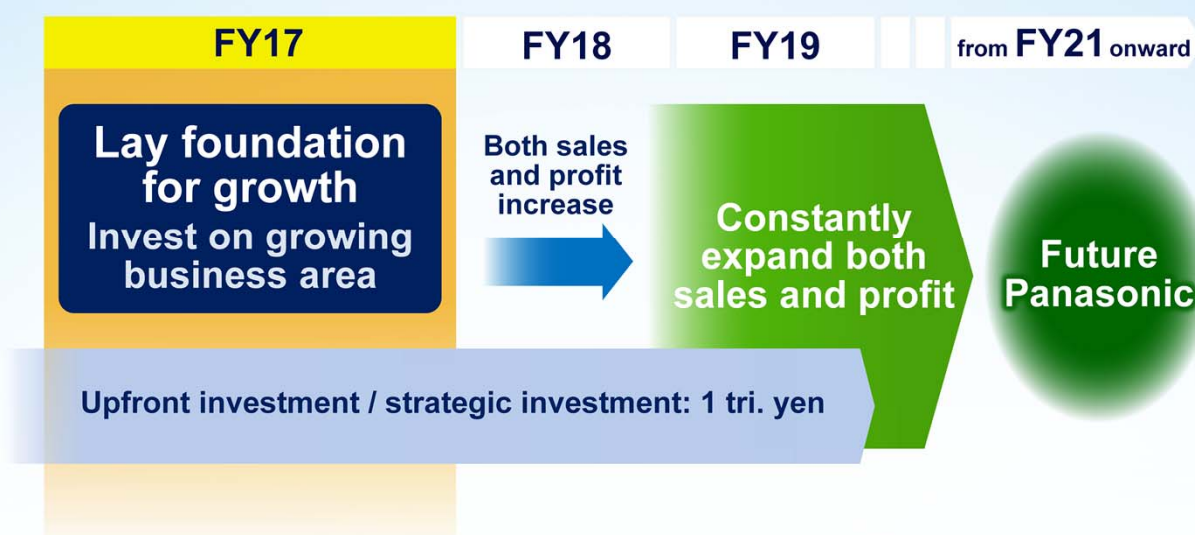 FY17
FY18
FY19
from FY21 onward
Lay foundation
for growth
Invest on growing
business area
Both sales
and profit
increase
Constantly
expand both
sales and profit
Future
Panasonic
Upfront investment / strategic investment: 1 tri. yen